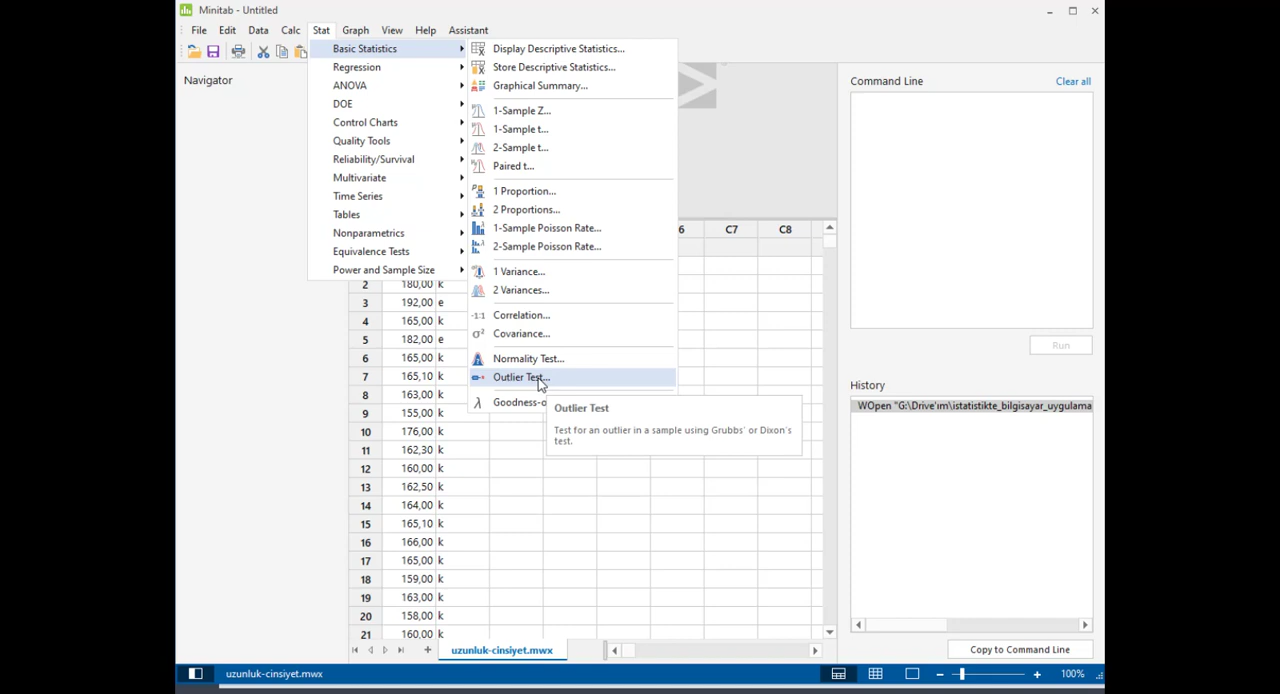 Minitab - Untitled
File Edit Data Calc Stat Graph View Help Assistant
Navigator
Basic Statistics
Regression
ANOVA
DOE
Control Charts
Quality Tools
Reliability/Survival
Multivariate
Time Series
Tables
Nonparametrics
Equivalence Tests
Power and Sample Size
Display Descriptive Statistics...
Store Descriptive Statistics...
Graphical Summary...
1-Sample Z...
1-Sample t...
2-Sample t...
Paired t...
1 Proportion...
2 Proportions...
1-Sample Poisson Rate...
2-Sample Poisson Rate...
1 Variance...
2 Variances...
-1:1 Correlation...
σ² Covariance...
Normality Test...
Outlier Test...
λ Goodness-o
Outlier Test
Test for an outlier in a sample using Grubbs' or Dixon's
test.
6 C7 C8
2 180,00 k
3 192,00 e
4 165,00 k
5 182,00 e
6 165,00 k
7 165,10 k
8 163,00 k
9 155,00 k
10 176,00 k
11 162,30 k
12 160,00 k
13 162,50 k
14 164,00 k
15 165,10 k
16 166,00 k
17 165,00 k
18 159,00 k
19 163,00 k
20 158,00 k
21 160,00 k
uzunluk-cinsiyet.mwx
Command Line Clear all
Run
History
WOpen "G:\Drive'ım\istatistikte_bilgisayar_uygulama
Copy to Command Line
uzunluk-cinsiyet.mwx
100%